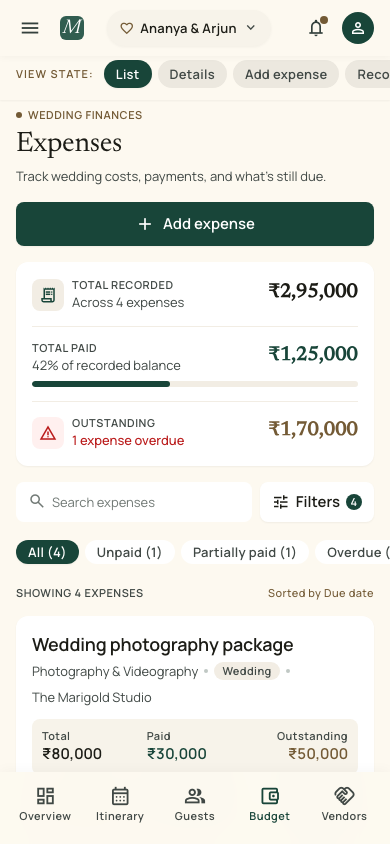 M
Ananya & Arjun
VIEW STATE:
List
Details
Add expense
Reco
WEDDING FINANCES
Expenses
Track wedding costs, payments, and what's still due.
+ Add expense
TOTAL RECORDED
Across 4 expenses
₹2,95,000
TOTAL PAID
42% of recorded balance
₹1,25,000
OUTSTANDING
1 expense overdue
₹1,70,000
Search expenses
Filters 4
All (4)
Unpaid (1)
Partially paid (1)
Overdue (
SHOWING 4 EXPENSES
Sorted by Due date
Wedding photography package
Photography & Videography • Wedding •
The Marigold Studio
Total
Paid
Outstanding
₹80,000
₹30,000
₹50,000
Overview
Itinerary
Guests
Budget
Vendors